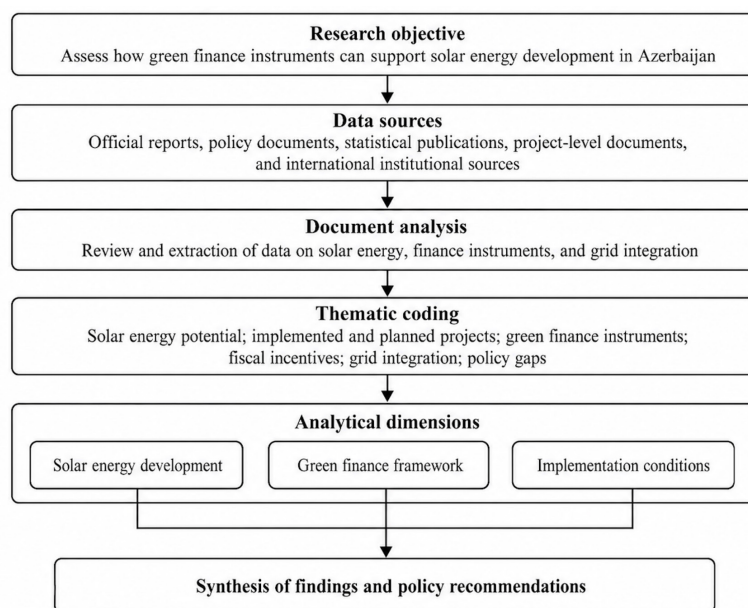 Research objective
Assess how green finance instruments can support solar energy development in Azerbaijan
Data sources
Official reports, policy documents, statistical publications, project-level documents,
and international institutional sources
Document analysis
Review and extraction of data on solar energy, finance instruments, and grid integration
Thematic coding
Solar energy potential; implemented and planned projects; green finance instruments;
fiscal incentives; grid integration; policy gaps
Analytical dimensions
Solar energy development
Green finance framework
Implementation conditions
Synthesis of findings and policy recommendations